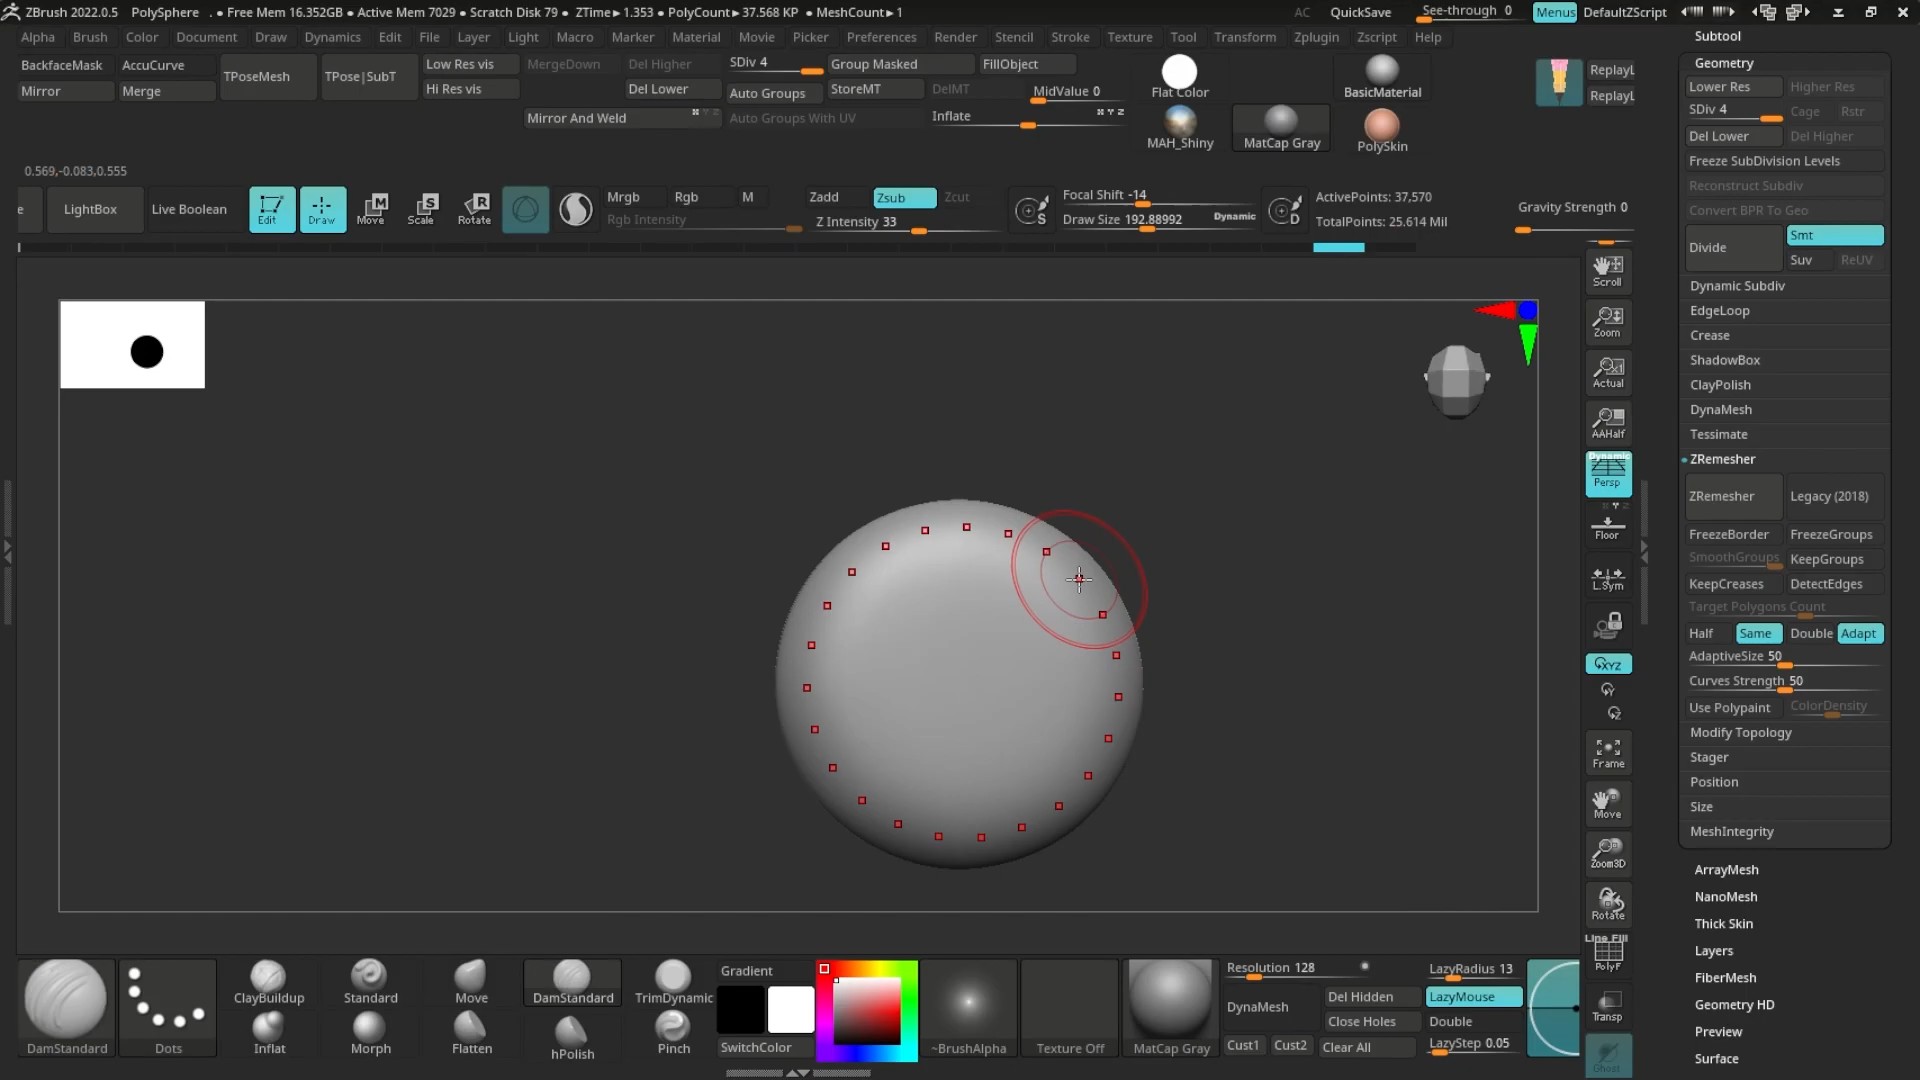 ZBrush 2022.0.5 PolySphere . ● Free Mem 16.352GB ● Active Mem 7029 ● Scratch Disk 79 ● ZTime▸1.353 ● PolyCount▸37.568 KP ● MeshCount▸1 AC QuickSave See-through 0 Menus DefaultZScript
Alpha Brush Color Document Draw Dynamics Edit File Layer Light Macro Marker Material Movie Picker Preferences Render Stencil Stroke Texture Tool Transform Zplugin Zscript Help
BackfaceMask AccuCurve TPoseMesh TPose|SubT Low Res vis MergeDown Del Higher SDiv 4 Group Masked FillObject
Mirror Merge Hi Res vis Del Lower Auto Groups StoreMT DelMT MidValue 0
Flat Color BasicMaterial ReplayL
ReplayL
Mirror And Weld Auto Groups With UV Inflate
MAH_Shiny MatCap Gray PolySkin
0.569,-0.083,0.555
e LightBox Live Boolean Edit Draw Move Scale Rotate
Mrgb Rgb M
Rgb Intensity
Zadd Zsub Zcut
Z Intensity 33
Focal Shift -14
Draw Size 192.88992 Dynamic
ActivePoints: 37,570
TotalPoints: 25.614 Mil
Gravity Strength 0
Scroll
Zoom
Actual
AAHalf
Dynamic
Persp
Floor
L.Sym
XYZ
Frame
Move
Zoom3D
Rotate
Line Fill
PolyF
Transp
Ghost
Subtool
Geometry
Lower Res Higher Res
SDiv 4 Cage Rstr
Del Lower Del Higher
Freeze SubDivision Levels
Reconstruct Subdiv
Convert BPR To Geo
Divide Smt
Suv ReUV
Dynamic Subdiv
EdgeLoop
Crease
ShadowBox
ClayPolish
DynaMesh
Tessimate
ZRemesher
ZRemesher Legacy (2018)
FreezeBorder FreezeGroups
SmoothGroups KeepGroups
KeepCreases DetectEdges
Target Polygons Count
Half Same Double Adapt
AdaptiveSize 50
Curves Strength 50
Use Polypaint ColorDensity
Modify Topology
Stager
Position
Size
MeshIntegrity
ArrayMesh
NanoMesh
Thick Skin
Layers
FiberMesh
Geometry HD
Preview
Surface
DamStandard Dots
ClayBuildup Standard Move DamStandard TrimDynamic
Inflat Morph Flatten hPolish Pinch
Gradient
SwitchColor
~BrushAlpha Texture Off MatCap Gray
Resolution 128
DynaMesh
Cust1 Cust2
Del Hidden
Close Holes
Clear All
LazyRadius 13
LazyMouse
Double
LazyStep 0.05